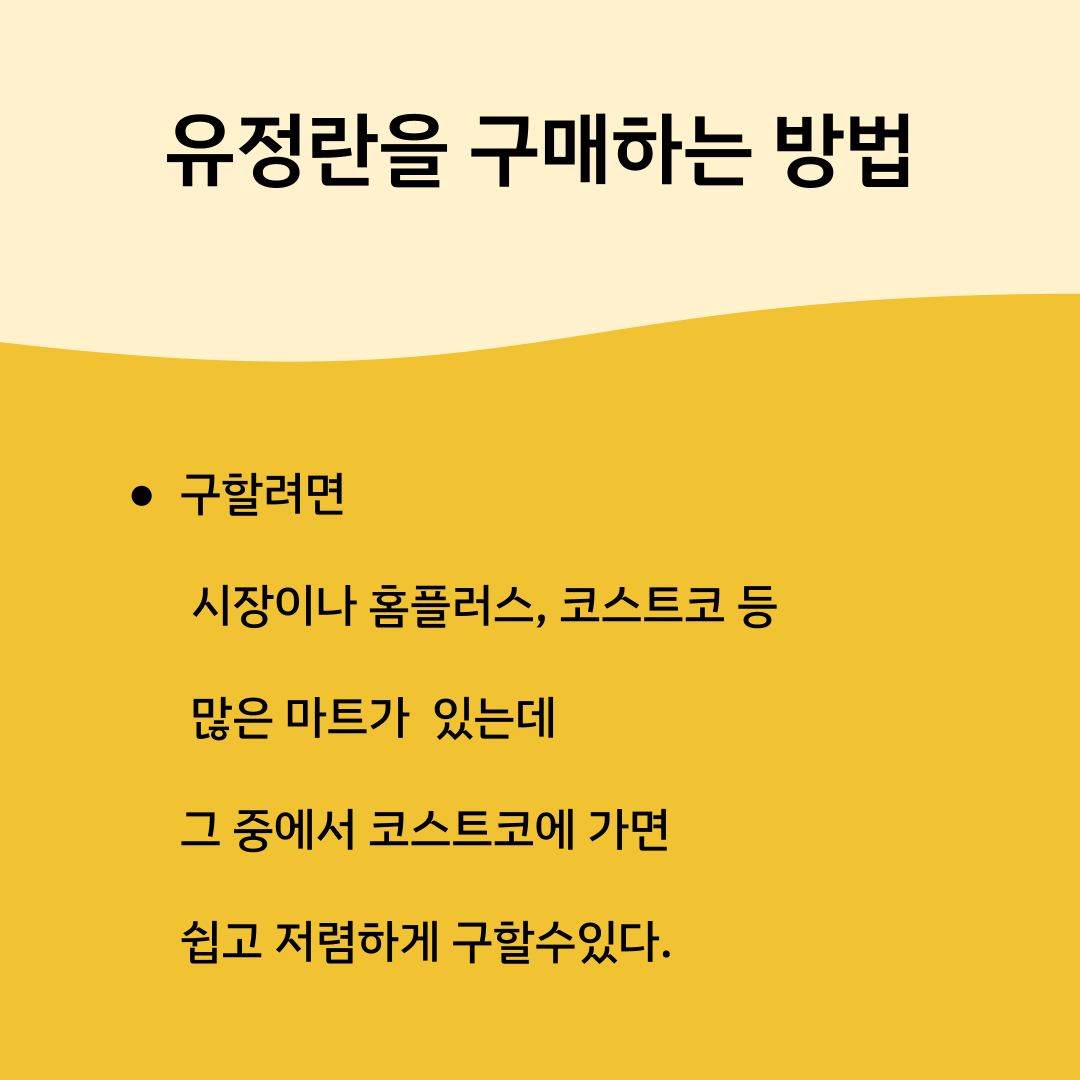 유정란을 구매하는 방법
● 구할려면
시장이나 홈플러스, 코스트코 등
많은 마트가  있는데
그 중에서 코스트코에 가면
쉽고 저렴하게 구할수있다.